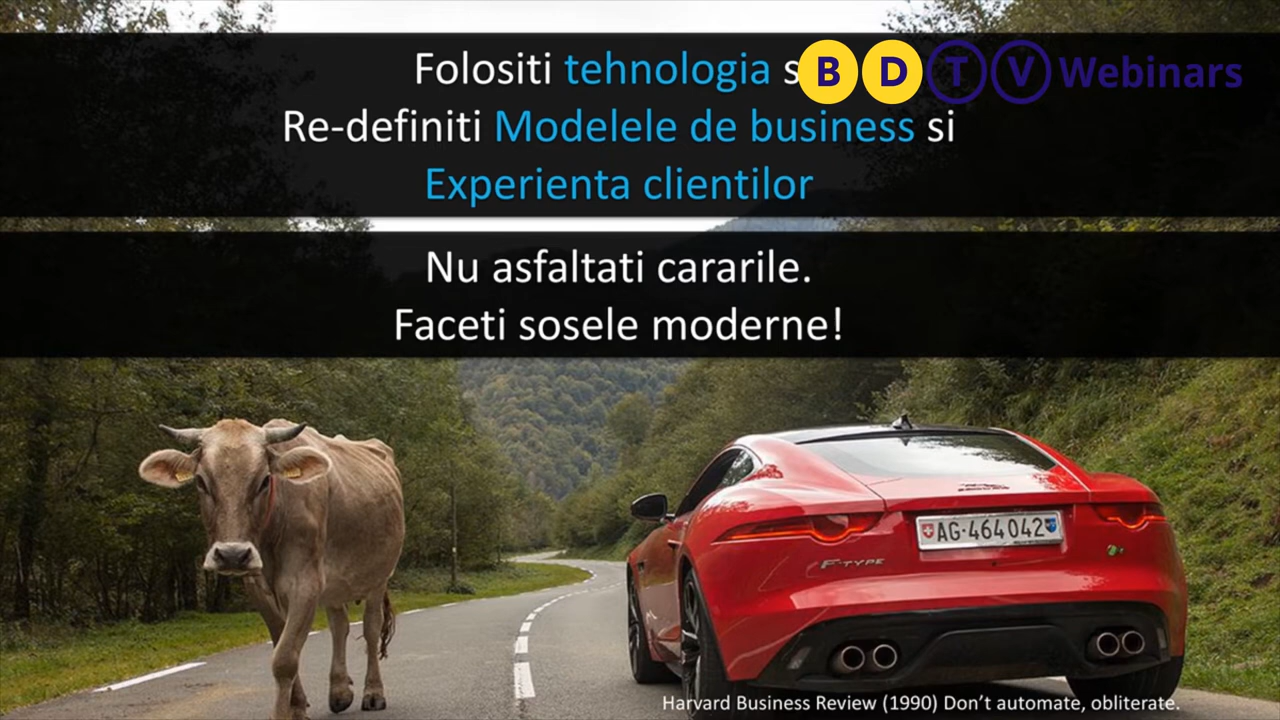 Folositi tehnologia
B D T V Webinars
Re-definiti Modelele de business si
Experienta clientilor
Nu asfaltati cararile.
Faceti sosele moderne!
AG·464042
F-TYPE
Harvard Business Review (1990) Don't automate, obliterate.